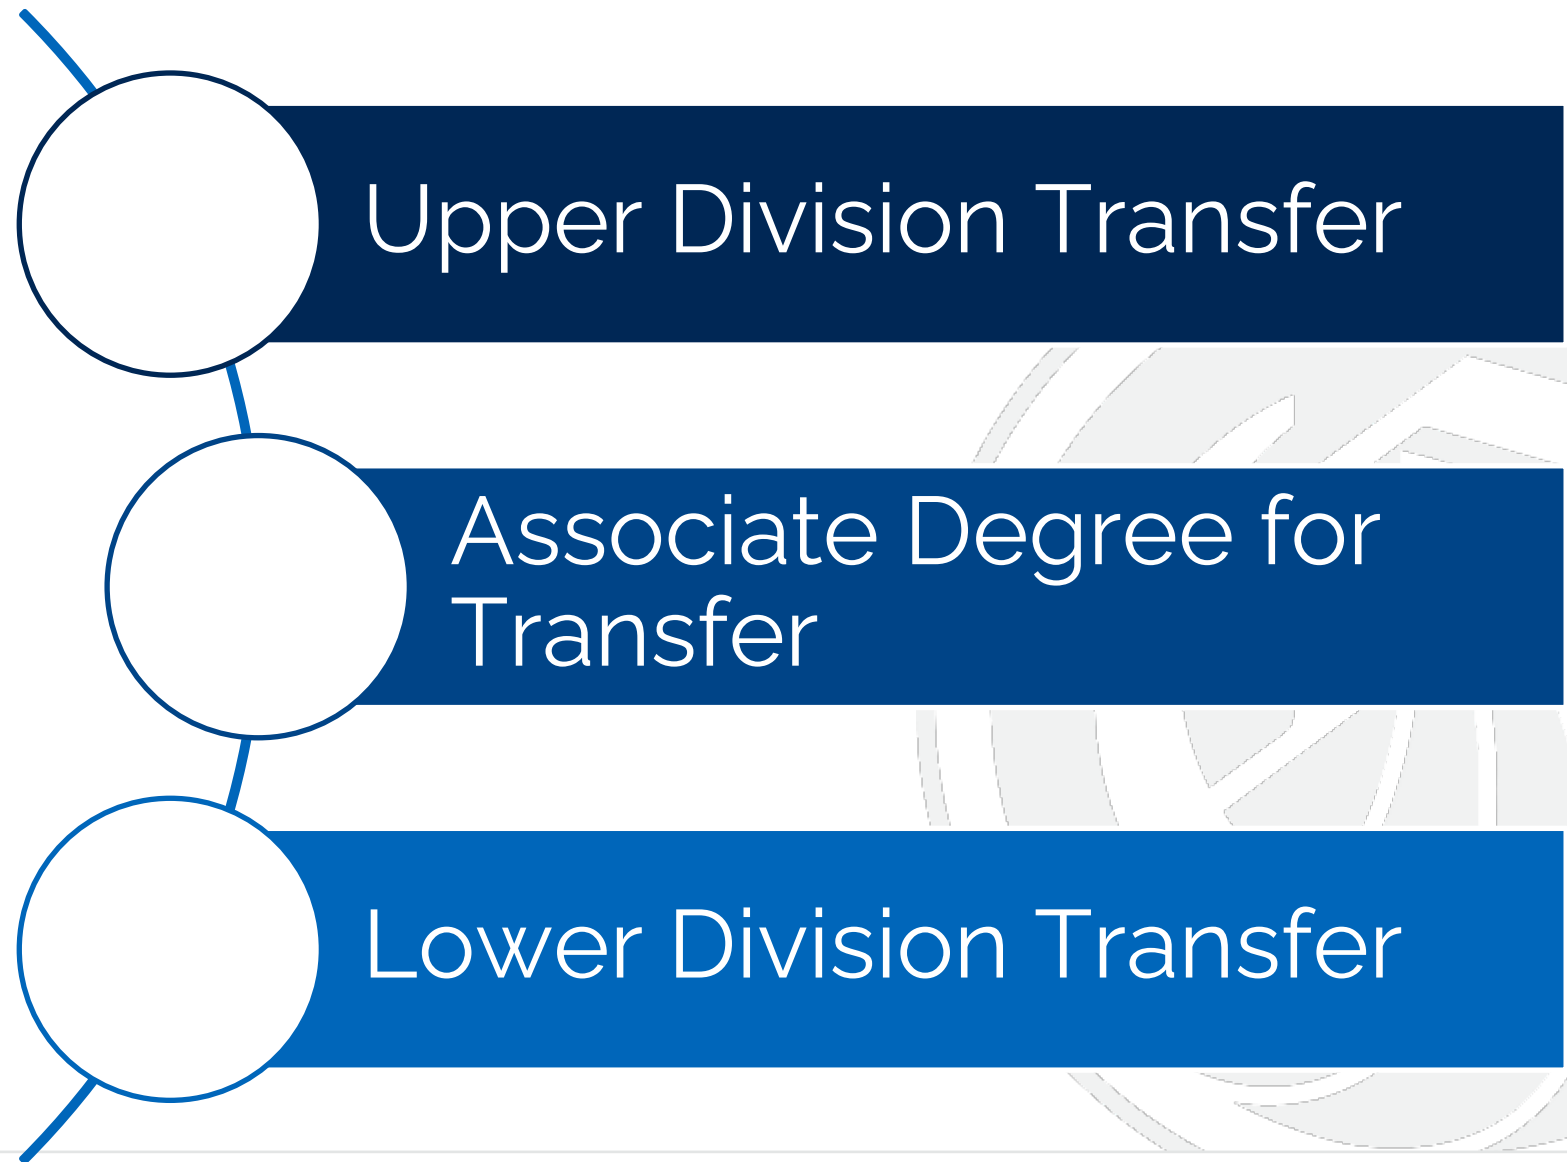 Upper Division Transfer
Associate Degree for
Transfer
Lower Division Transfer